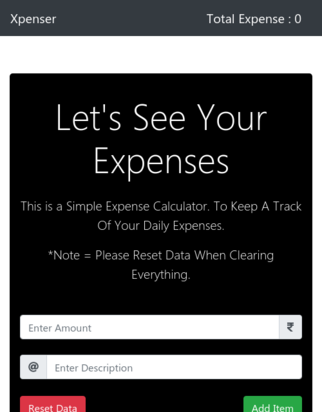 Xpenser
Total Expense : 0
Let's See Your
Expenses
This is a Simple Expense Calculator. To Keep A Track
Of Your Daily Expenses.
*Note = Please Reset Data When Clearing
Everything.
Enter Amount
₹
@
Enter Description
Reset Data
Add Item